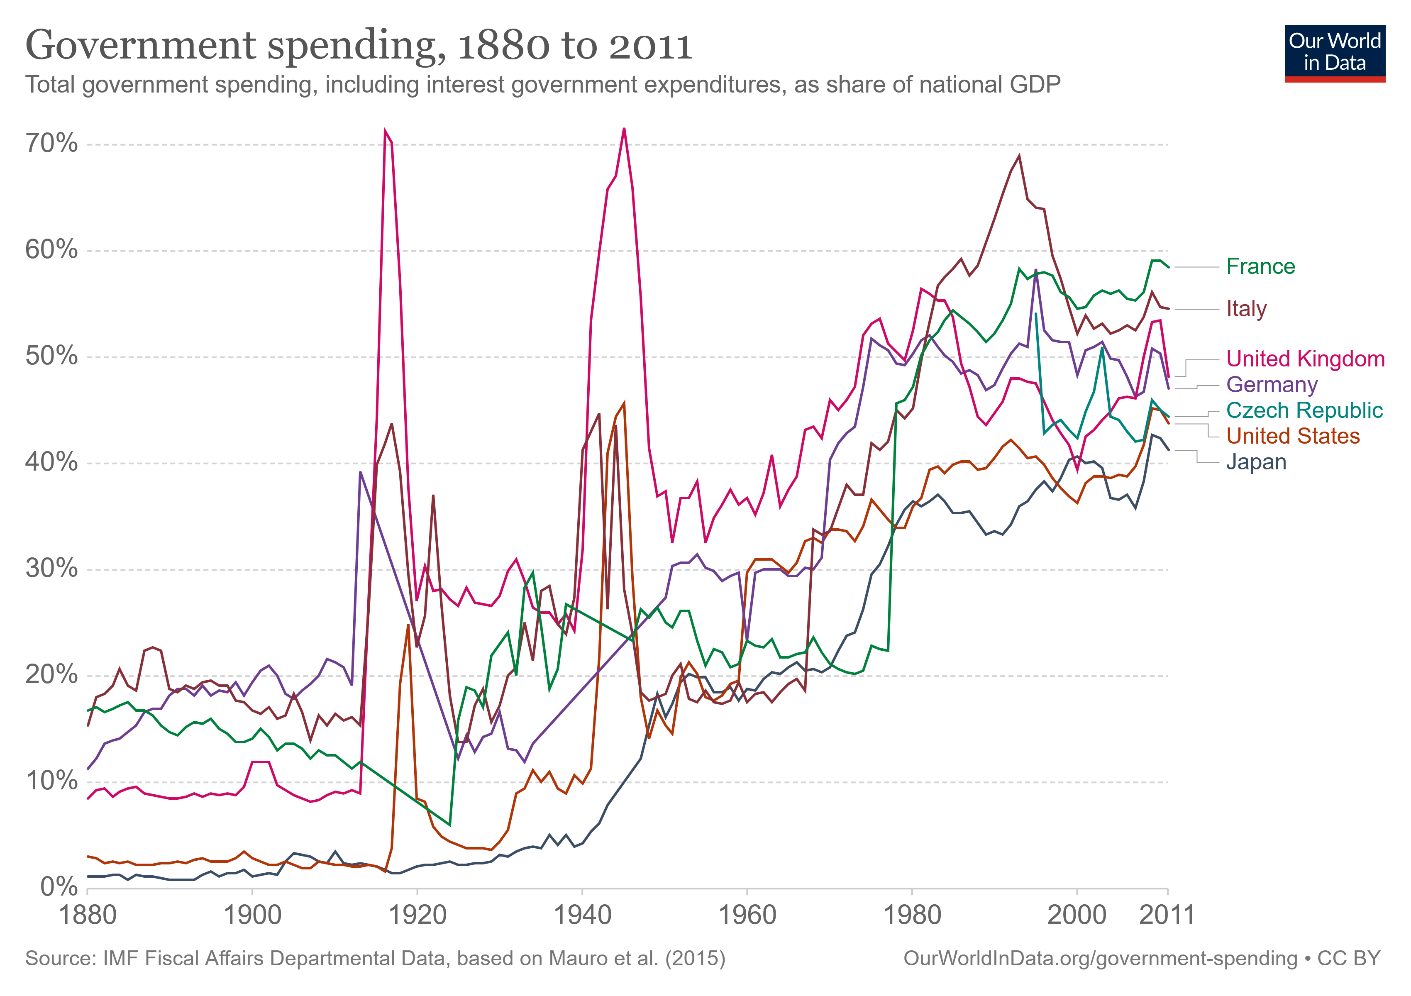 Government spending, 1880 to 2011
Our World
in Data
Total government spending, including interest government expenditures, as share of national GDP
70%
60%
50%
40%
30%
20%
10%
0%
France
Italy
United Kingdom
Germany
Czech Republic
United States
Japan
1880 1900 1920 1940 1960 1980 2000 2011
Source: IMF Fiscal Affairs Departmental Data, based on Mauro et al. (2015)
OurWorldInData.org/government-spending • CC BY